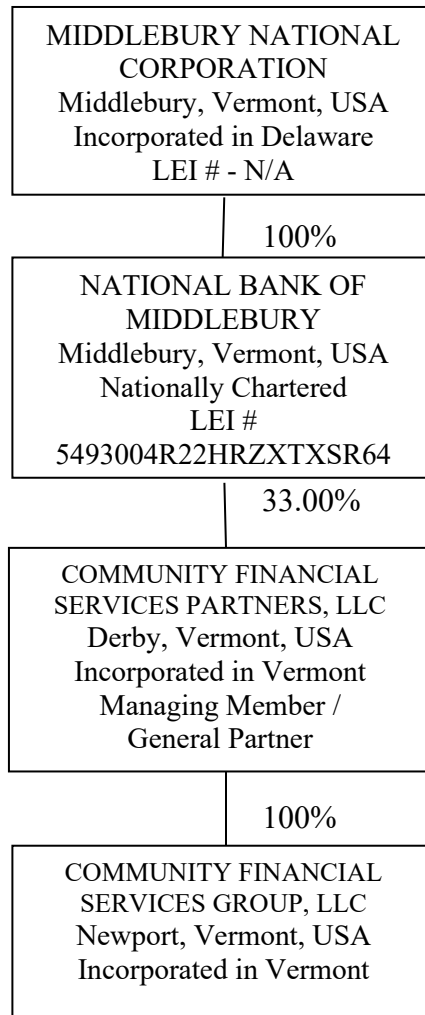 MIDDLEBURY NATIONAL
CORPORATION
Middlebury, Vermont, USA
Incorporated in Delaware
LEI # - N/A
100%
NATIONAL BANK OF
MIDDLEBURY
Middlebury, Vermont, USA
Nationally Chartered
LEI #
5493004R22HRZXTXSR64
33.00%
COMMUNITY FINANCIAL
SERVICES PARTNERS, LLC
Derby, Vermont, USA
Incorporated in Vermont
Managing Member /
General Partner
100%
COMMUNITY FINANCIAL
SERVICES GROUP, LLC
Newport, Vermont, USA
Incorporated in Vermont